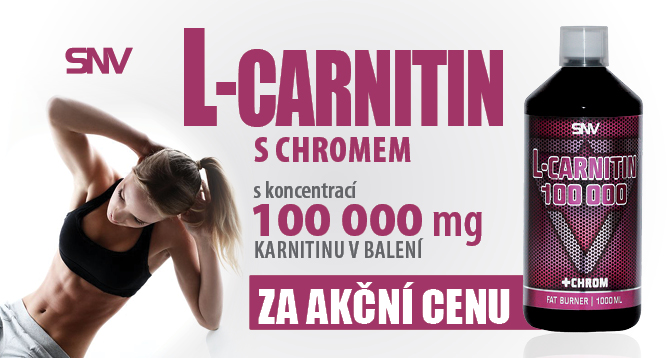 SNV
L-CARNITIN
S CHROMEM
s koncentrací
100 000 mg
KARNITINU V BALENÍ
ZA AKČNÍ CENU
SNV
L-CARNITIN
100 000
+CHROM
FAT BURNER | 1000 ML